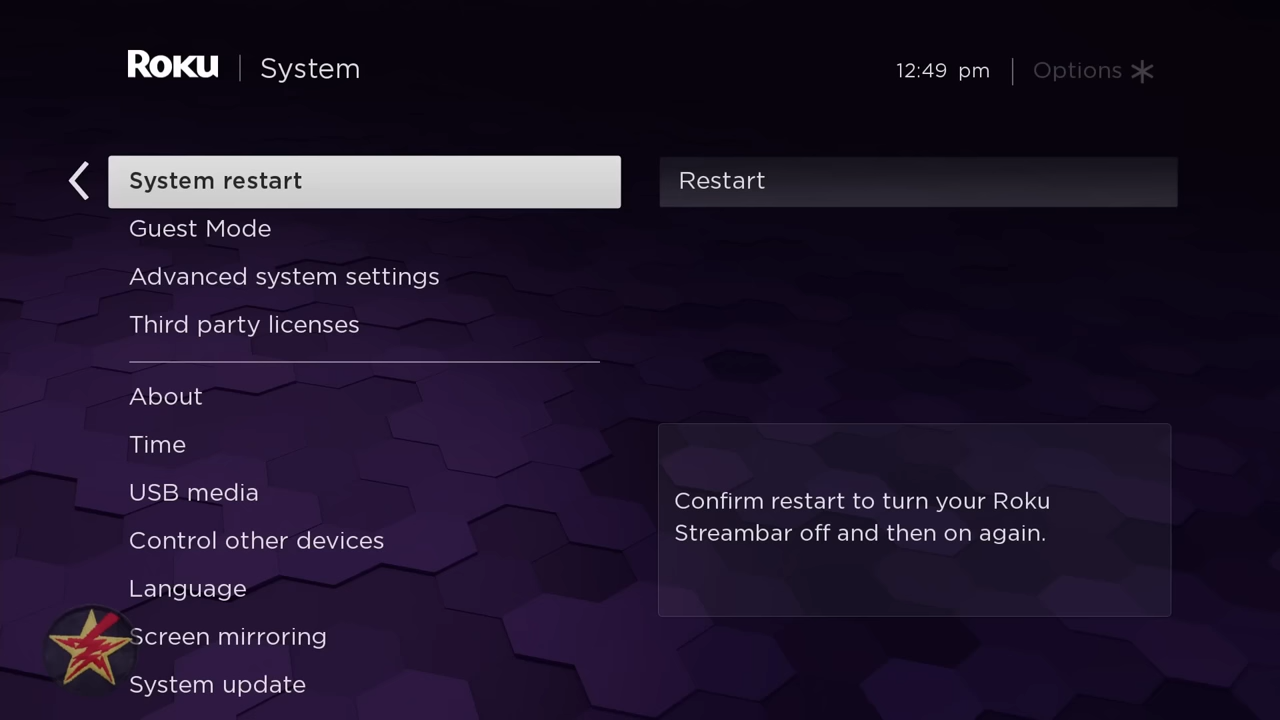 Roku | System
12:49 pm | Options
System restart
Restart
Guest Mode
Advanced system settings
Third party licenses
About
Time
USB media
Control other devices
Language
Screen mirroring
System update
Confirm restart to turn your Roku
Streambar off and then on again.